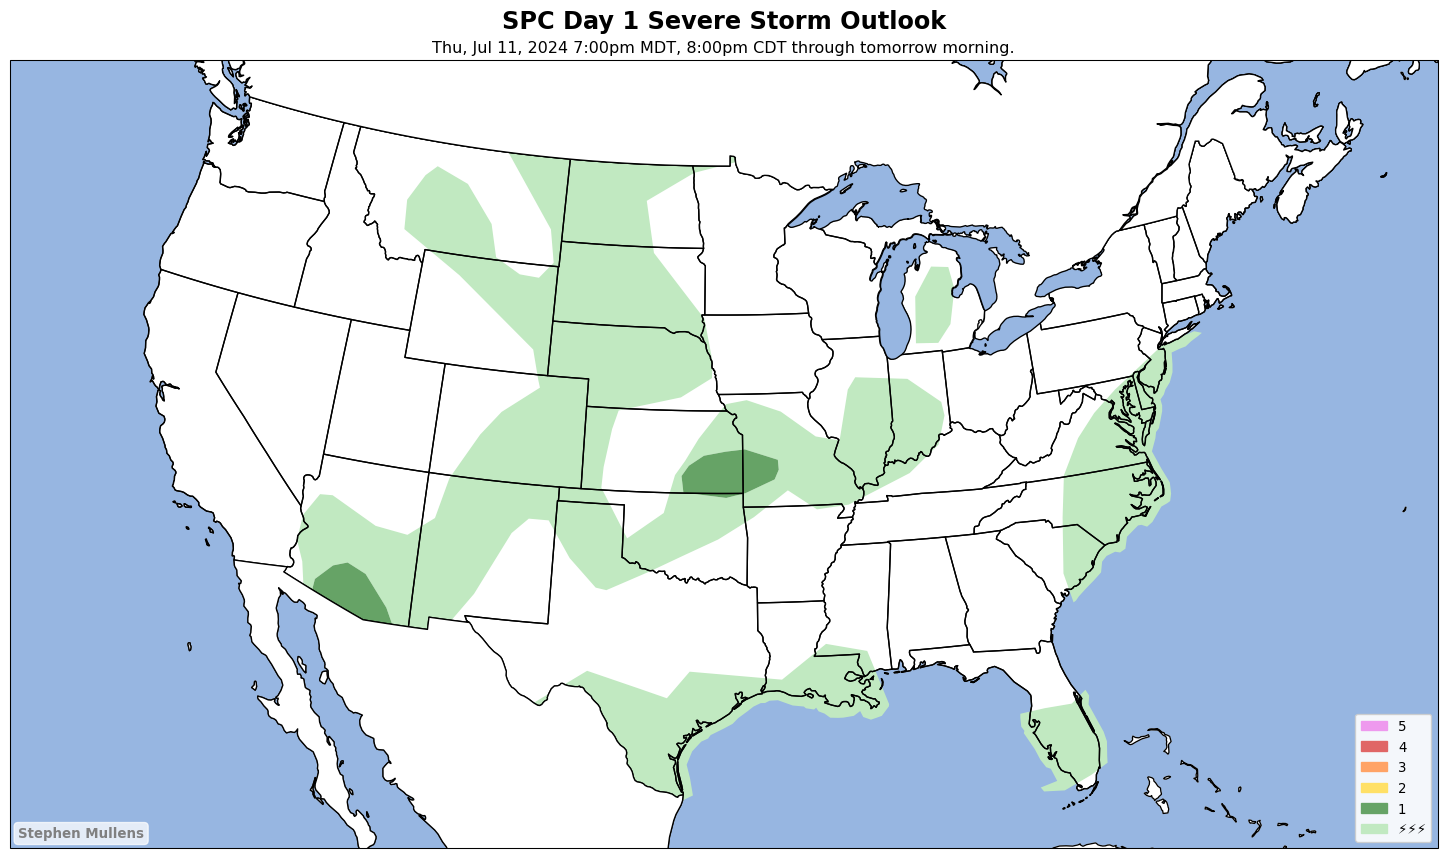 SPC Day 1 Severe Storm Outlook
Thu, Jul 11, 2024 7:00pm MDT, 8:00pm CDT through tomorrow morning.
5
4
3
2
1
⚡⚡⚡
Stephen Mullens